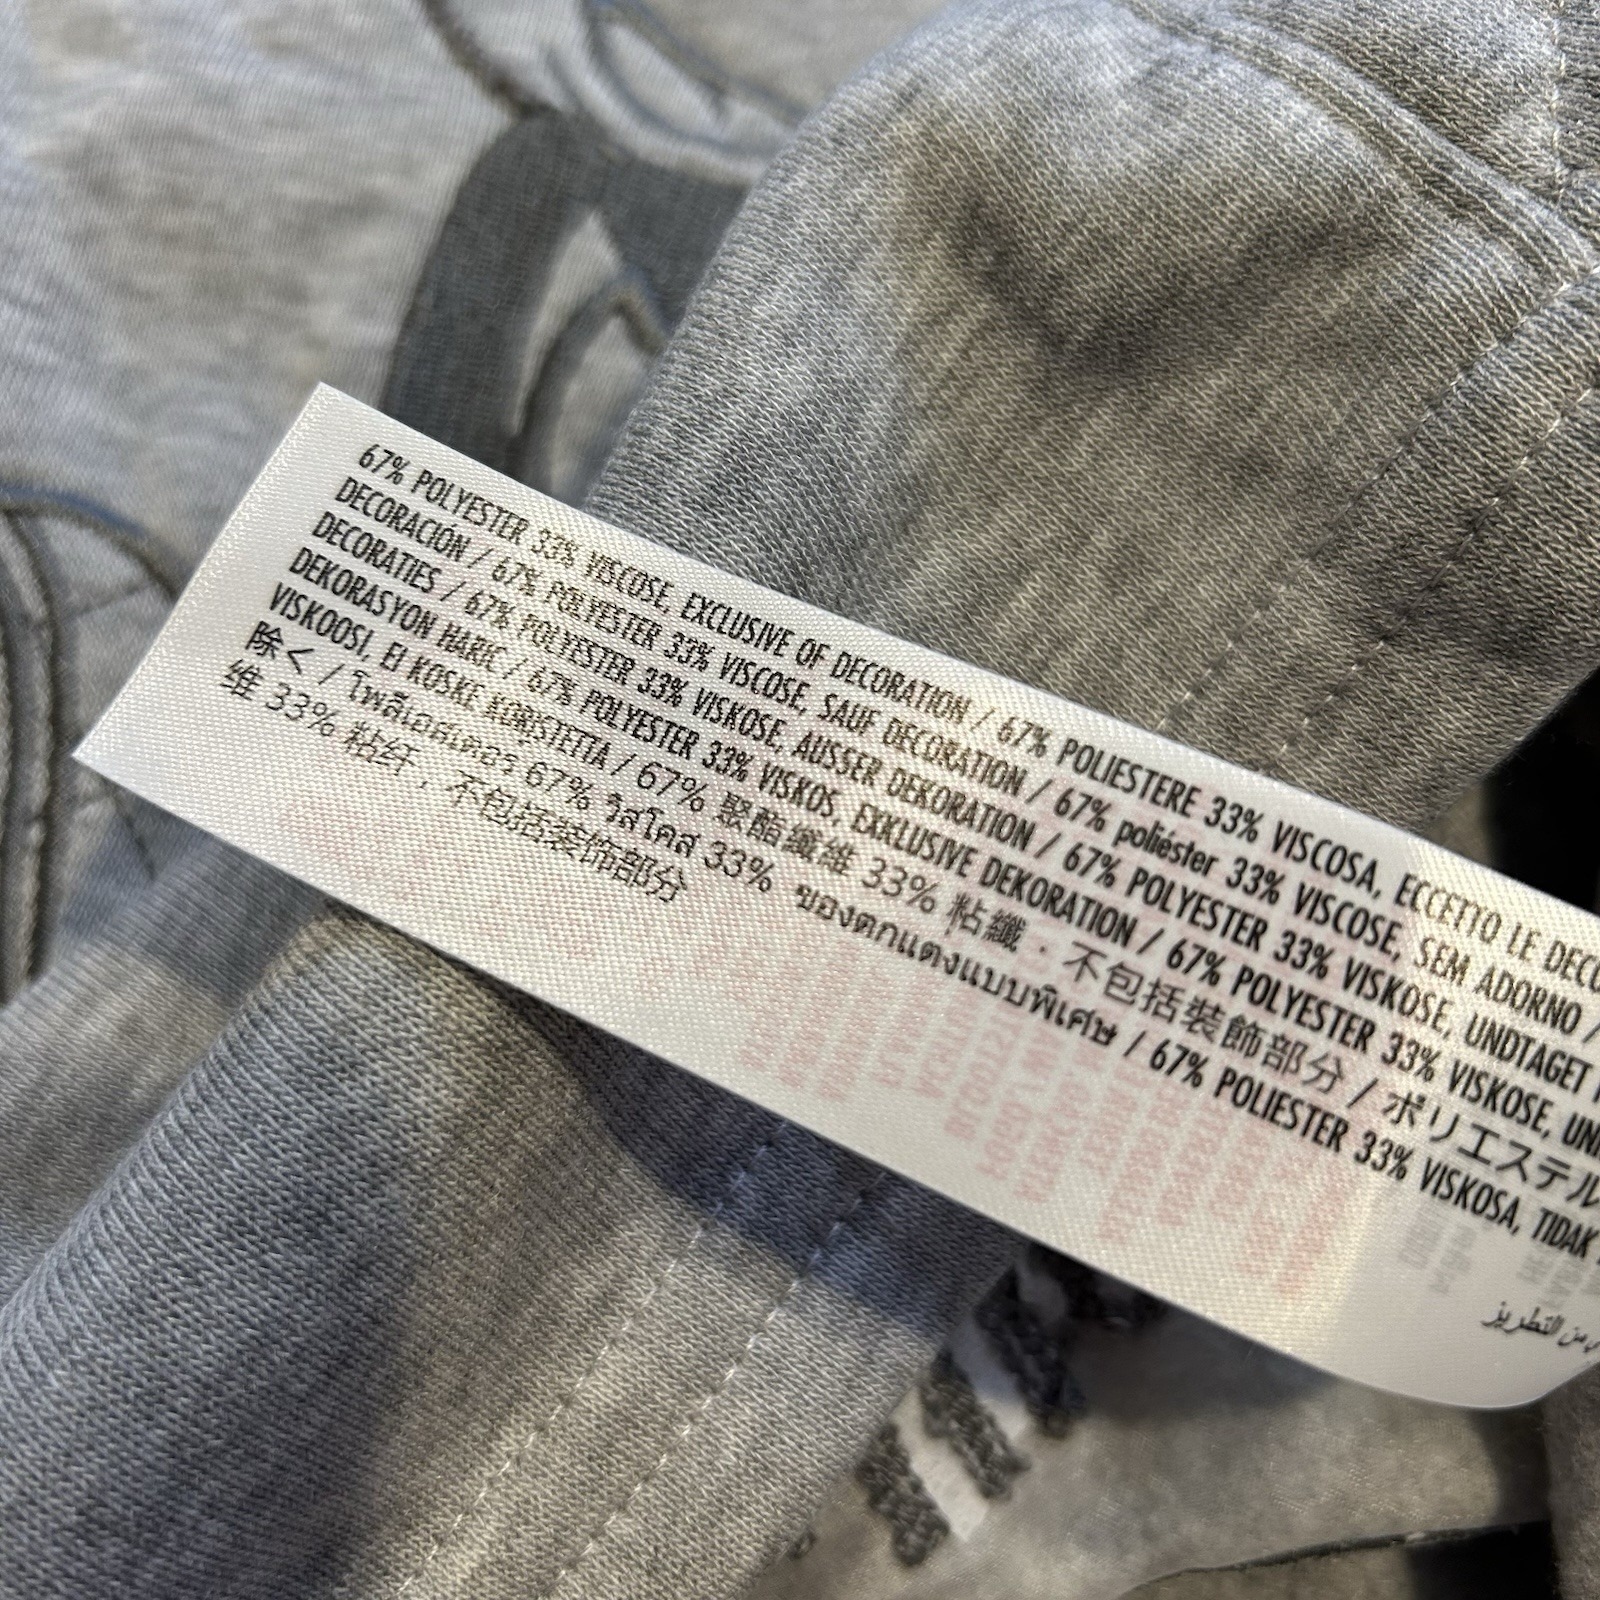 67% POLYESTER 33% VISCOSE, EXCLUSIVE OF DECORATION / 67% POLIESTERE 33% VISCOSA, ECCETTO LE DECO
DECORACIÓN / 67% POLYESTER 33% VISCOSE, SAUF DECORATION / 67% poliéster 33% VISCOSE, SEM ADORNO /
DECORATIES / 67% POLYESTER 33% VISKOSE, AUSSER DEKORATION / 67% POLYESTER 33% VISKOSE, UNDTAGET
DEKORASYON HARIC / 67% POLYESTER 33% VISKOS, EXKLUSIVE DEKORATION / 67% POLYESTER 33% VISKOSE,
VISKOOSI, EI KOSKE KORISTETTA / 67% 聚酯纖維 33% 粘纖 · 不包括裝飾部分 / ポリエステル
除く / โพลีเอสเตอร์ 67% วิสโคส 33% ของตกแต่งแบบพิเศษ / 67% POLIESTER 33% VISKOSA, TIDAK
维 33% 粘纤，不包括装饰部分
من التطريز